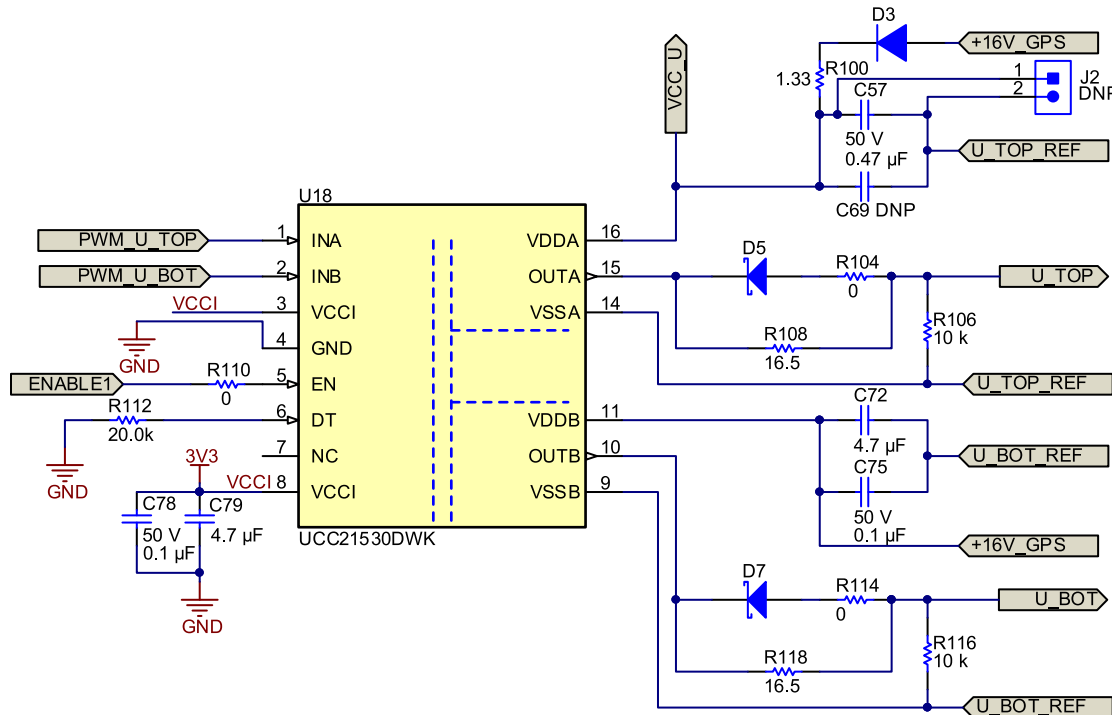 D3
+16V_GPS
R100
1.33
1
2
J2
DNP
C57
50 V
0.47 µF
VCC_U
U_TOP_REF
C69 DNP
U18
PWM_U_TOP
1
INA
VDDA
16
PWM_U_BOT
2
INB
OUTA
15
D5
R104
0
U_TOP
VCCI
3
VCCI
VSSA
14
R106
10 k
GND
4
GND
R108
16.5
ENABLE1
R110
0
5
EN
U_TOP_REF
R112
20.0k
6
DT
VDDB
11
C72
4.7 µF
GND
7
NC
OUTB
10
U_BOT_REF
3V3
VCCI
8
VCCI
VSSB
9
C75
50 V
0.1 µF
C78
50 V
0.1 µF
C79
4.7 µF
UCC21530DWK
+16V_GPS
GND
D7
R114
0
U_BOT
R116
10 k
R118
16.5
U_BOT_REF